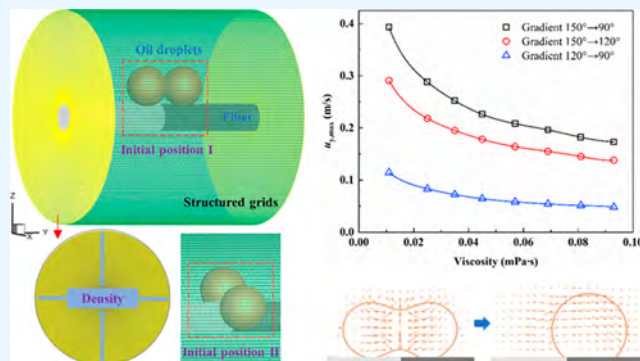 Oil droplets
Fiber
Initial position I
Structured grids
Z
X
Y
Density
Initial position II
0.4
0.3
0.2
0.1
0.0
u_y,max (m/s)
Gradient 150°→90°
Gradient 150°→120°
Gradient 120°→90°
0.00 0.02 0.04 0.06 0.08 0.10
Viscosity (mPa·s)